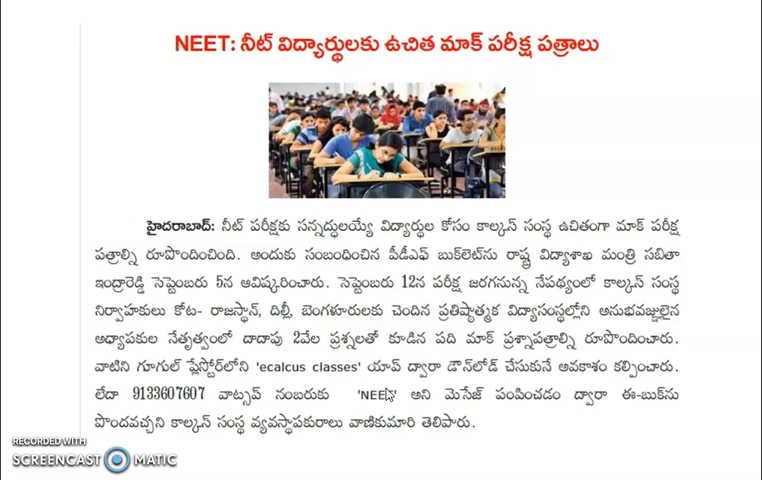 NEET: నీట్ విద్యార్థులకు ఉచిత మాక్ పరీక్ష పత్రాలు
హైదరాబాద్: నీట్ పరీక్షకు సన్నద్ధులయ్యే విద్యార్థుల కోసం కాల్కస్ సంస్థ ఉచితంగా మాక్ పరీక్ష
పత్రాల్ని రూపొందించింది. అందుకు సంబంధించిన పీడీఎఫ్ బుక్‌లెట్‌ను రాష్ట్ర విద్యాశాఖ మంత్రి సబితా
ఇంద్రారెడ్డి సెప్టెంబరు 5న ఆవిష్కరించారు. సెప్టెంబరు 12న పరీక్ష జరగనున్న నేపథ్యంలో కాల్కస్ సంస్థ
నిర్వాహకులు కోట- రాజస్థాన్, దిల్లీ, బెంగళూరులకు చెందిన ప్రతిష్ఠాత్మక విద్యాసంస్థల్లోని అనుభవజ్ఞులైన
అధ్యాపకుల నేతృత్వంలో దాదాపు 2వేల ప్రశ్నలతో కూడిన పది మాక్ ప్రశ్నాపత్రాల్ని రూపొందించారు.
వాటిని గూగుల్ ప్లేస్టోర్‌లోని 'ecalcus classes' యాప్ ద్వారా డౌన్‌లోడ్ చేసుకునే అవకాశం కల్పించారు.
లేదా 9133607607 వాట్సప్ నంబరుకు 'NEET' అని మెసేజ్ పంపించడం ద్వారా ఈ-బుక్‌ను
పొందవచ్చని కాల్కస్ సంస్థ వ్యవస్థాపకురాలు వాణికుమారి తెలిపారు.
RECORDED WITH
SCREENCAST MATIC